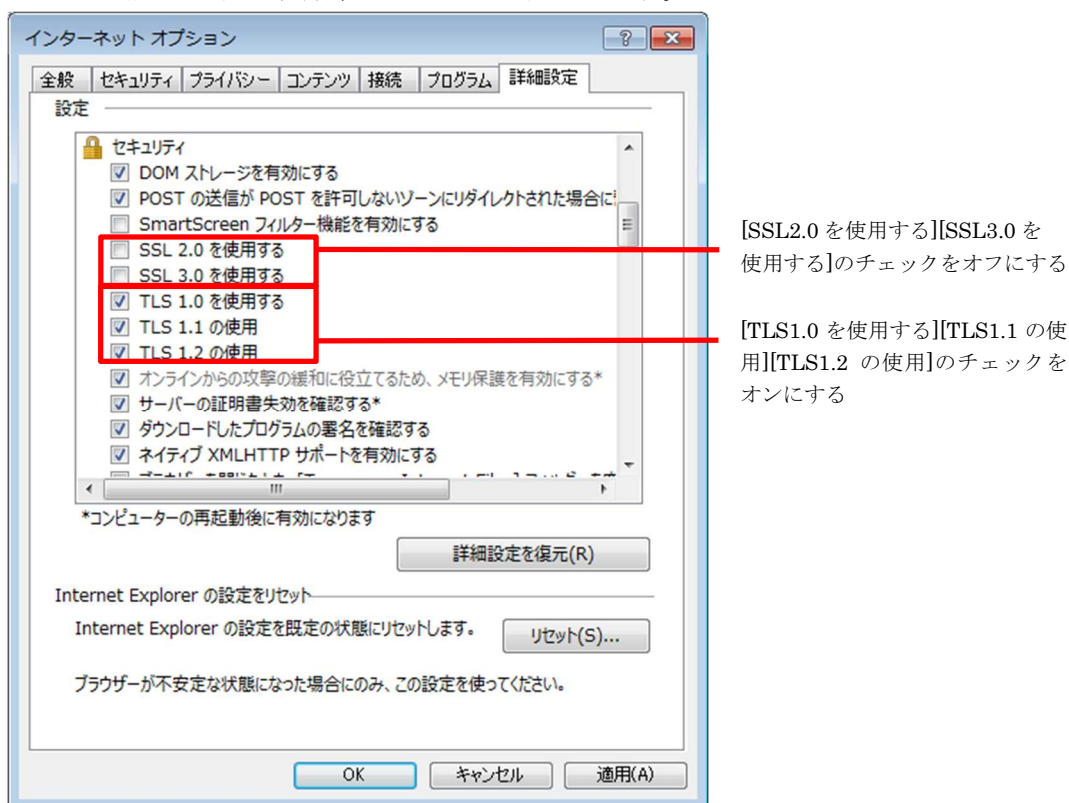 インターネット オプション
全般 セキュリティ プライバシー コンテンツ 接続 プログラム 詳細設定
設定
セキュリティ
DOM ストレージを有効にする
POST の送信が POST を許可しないゾーンにリダイレクトされた場合に
SmartScreen フィルター機能を有効にする
SSL 2.0 を使用する
SSL 3.0 を使用する
TLS 1.0 を使用する
TLS 1.1 の使用
TLS 1.2 の使用
オンラインからの攻撃の緩和に役立てるため、メモリ保護を有効にする*
サーバーの証明書失効を確認する*
ダウンロードしたプログラムの署名を確認する
ネイティブ XMLHTTP サポートを有効にする
*コンピューターの再起動後に有効になります
詳細設定を復元(R)
Internet Explorer の設定をリセット
Internet Explorer の設定を既定の状態にリセットします。
リセット(S)...
ブラウザーが不安定な状態になった場合にのみ、この設定を使ってください。
OK キャンセル 適用(A)
[SSL2.0 を使用する][SSL3.0 を
使用する]のチェックをオフにする
[TLS1.0 を使用する][TLS1.1 の使
用][TLS1.2 の使用]のチェックを
オンにする